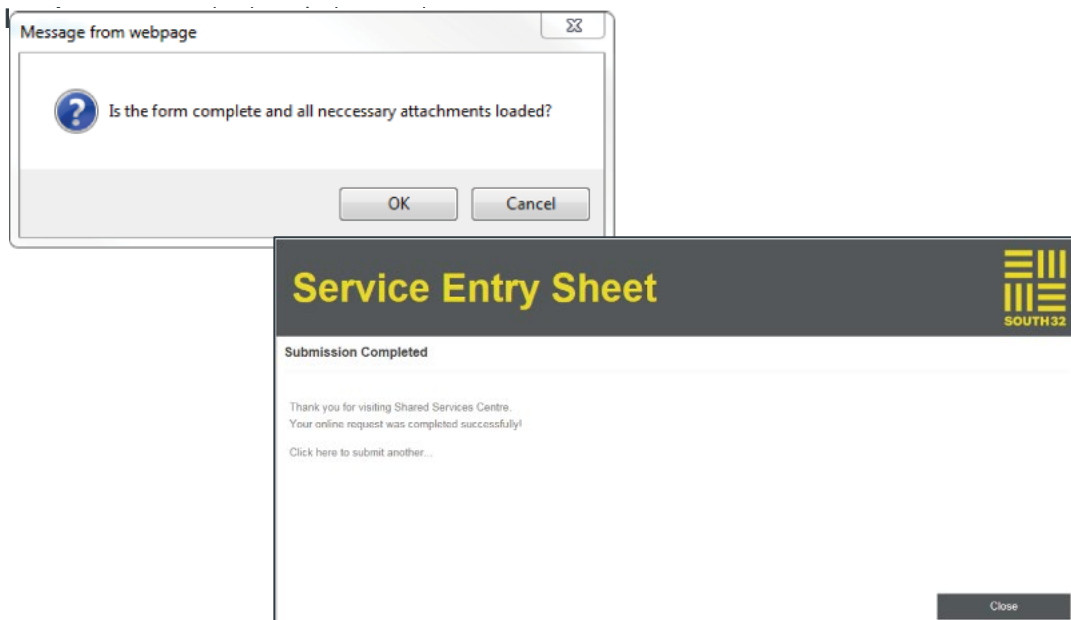 Message from webpage
Is the form complete and all neccessary attachments loaded?
OK
Cancel
Service Entry Sheet
SOUTH32
Submission Completed
Thank you for visiting Shared Services Centre.
Your online request was completed successfully!
Click here to submit another...
Close